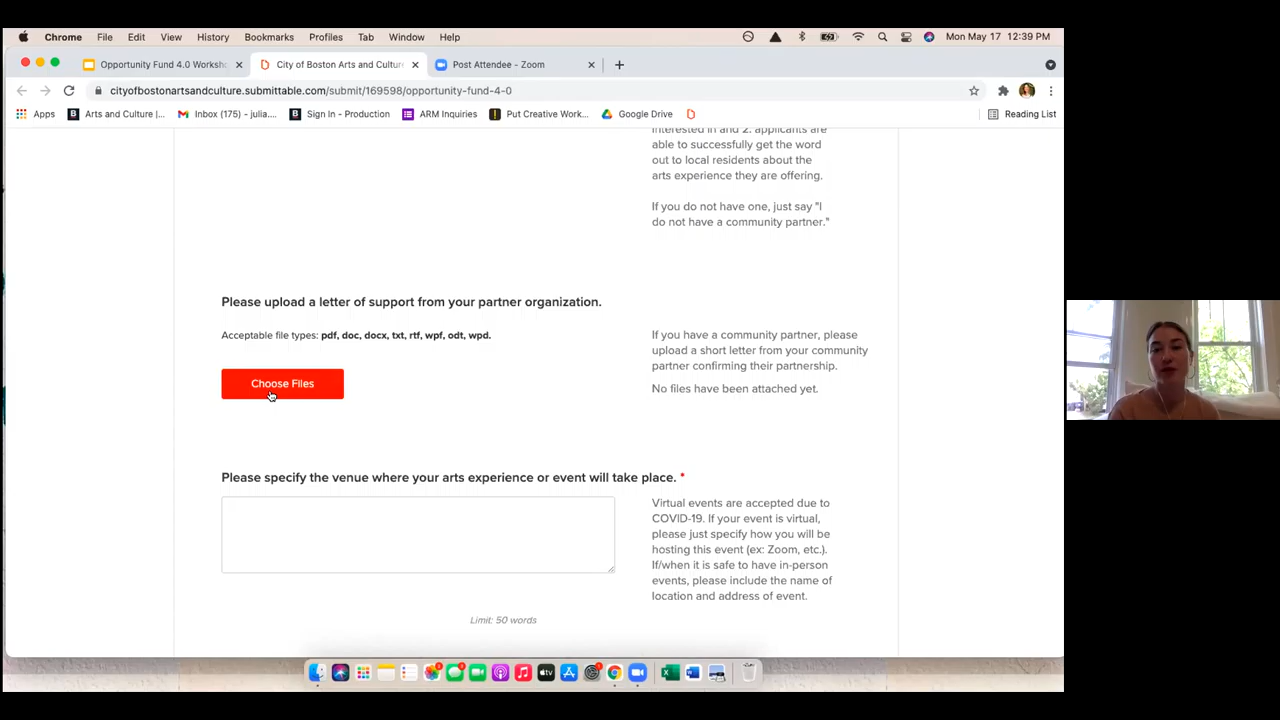 Chrome File Edit View History Bookmarks Profiles Tab Window Help Mon May 17 12:39 PM
Opportunity Fund 4.0 Worksh City of Boston Arts and Culture Post Attendee - Zoom
cityofbostonartsandculture.submittable.com/submit/169598/opportunity-fund-4-0
Apps Arts and Culture |... Inbox (175) - julia.... Sign In - Production ARM Inquiries Put Creative Work... Google Drive Reading List
interested in and 2. applicants are
able to successfully get the word
out to local residents about the
arts experience they are offering.
If you do not have one, just say "I
do not have a community partner."
Please upload a letter of support from your partner organization.
Acceptable file types: pdf, doc, docx, txt, rtf, wpf, odt, wpd.
Choose Files
If you have a community partner, please
upload a short letter from your community
partner confirming their partnership.
No files have been attached yet.
Please specify the venue where your arts experience or event will take place. *
Virtual events are accepted due to
COVID-19. If your event is virtual,
please just specify how you will be
hosting this event (ex: Zoom, etc.).
If/when it is safe to have in-person
events, please include the name of
location and address of event.
Limit: 50 words